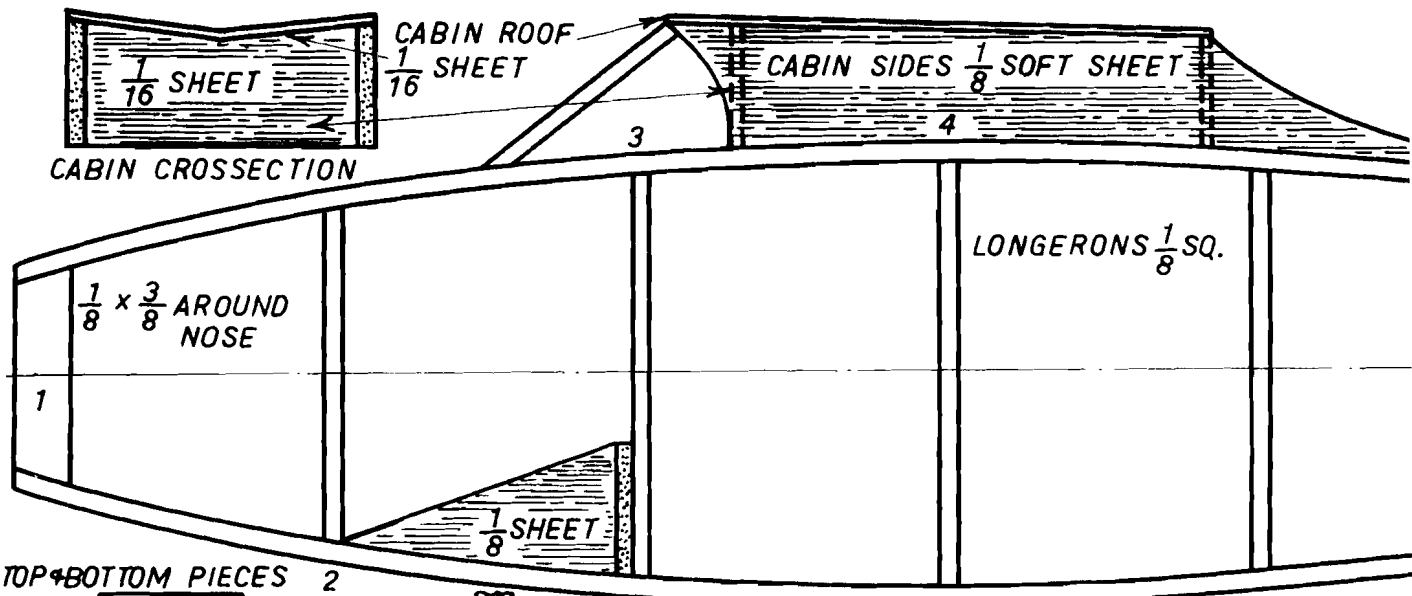 CABIN ROOF
1/16 SHEET
1/16 SHEET
CABIN CROSSECTION
CABIN SIDES 1/8 SOFT SHEET
3
4
LONGERONS 1/8 SQ.
1/8 x 3/8 AROUND
NOSE
1
1/8 SHEET
TOP & BOTTOM PIECES
2